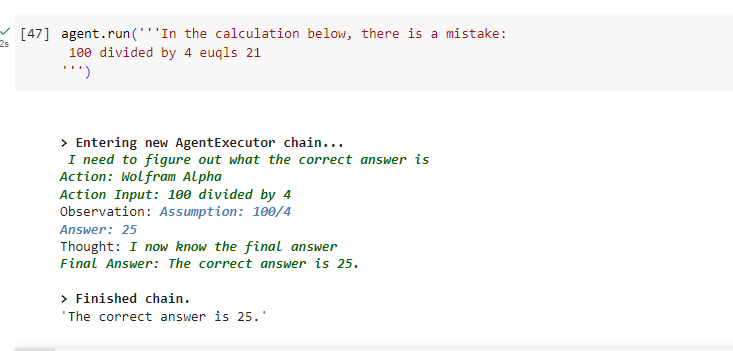 [47] agent.run('''In the calculation below, there is a mistake:
2s
100 divided by 4 euqls 21
''')
> Entering new AgentExecutor chain...
I need to figure out what the correct answer is
Action: Wolfram Alpha
Action Input: 100 divided by 4
Observation: Assumption: 100/4
Answer: 25
Thought: I now know the final answer
Final Answer: The correct answer is 25.
> Finished chain.
'The correct answer is 25.'